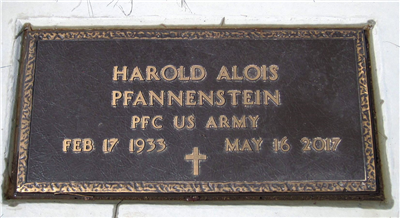 HAROLD ALOIS
PFANNENSTEIN
PFC US ARMY
FEB 17 1933 MAY 16 2017